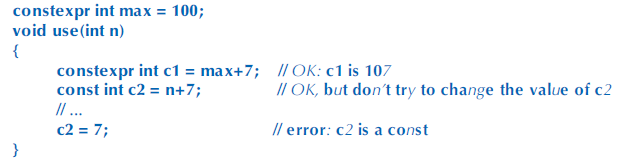 constexpr int max = 100;
void use(int n)
{
constexpr int c1 = max+7; // OK: c1 is 107
const int c2 = n+7; // OK, but don’t try to change the value of c2
// ...
c2 = 7; // error: c2 is a const
}